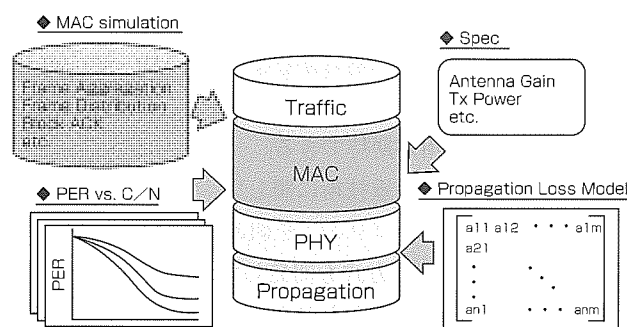 ◆ MAC simulation
Frame Aggregation
Frame Distribution
Block ACK
etc.
◆ PER vs. C/N
PER
Traffic
MAC
PHY
Propagation
◆ Spec
Antenna Gain
Tx Power
etc.
◆ Propagation Loss Model
a11 a12 · · · a1m
a21
an1 · · · anm